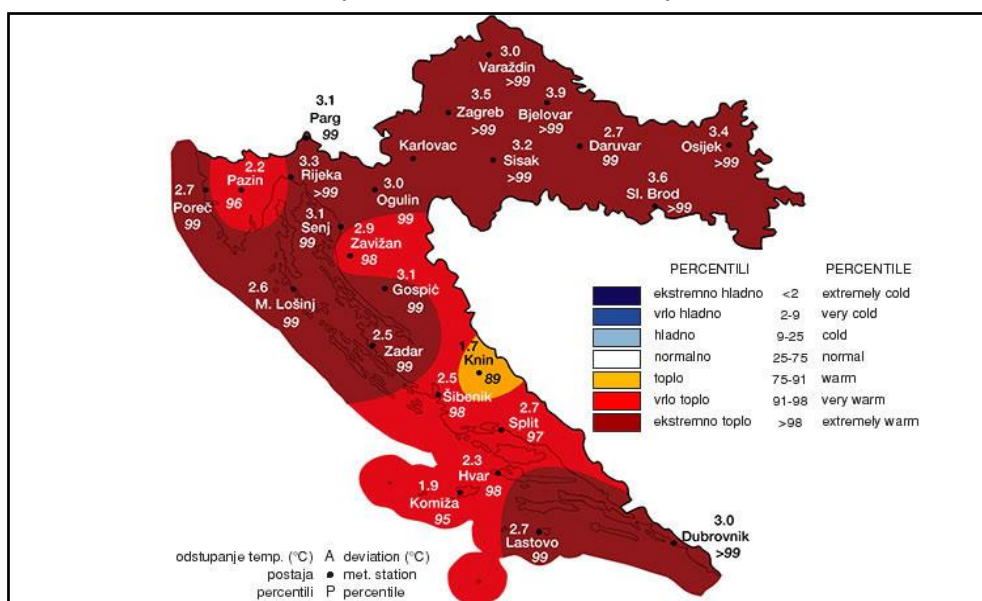 3.0
Varaždin
>99
3.5
Zagreb
>99
3.9
Bjelovar
>99
3.1
Parg
99
Karlovac
3.2
Sisak
>99
2.7
Daruvar
99
3.4
Osijek
>99
2.2
Pazin
96
3.3
Rijeka
>99
2.7
Poreč
99
3.0
Ogulin
99
3.6
Sl. Brod
>99
3.1
Senj
99
2.9
Zavižan
98
3.1
Gospić
99
2.6
M. Lošinj
99
2.5
Zadar
99
1.7
Knin
89
2.5
Šibenik
98
2.7
Split
97
2.3
Hvar
98
1.9
Komiža
95
2.7
Lastovo
99
3.0
Dubrovnik
>99
PERCENTILI PERCENTILE
ekstremno hladno <2 extremely cold
vrlo hladno 2-9 very cold
hladno 9-25 cold
normalno 25-75 normal
toplo 75-91 warm
vrlo toplo 91-98 very warm
ekstremno toplo >98 extremely warm
odstupanje temp. (°C) A deviation (°C)
postaja ● met. station
percentili P percentile